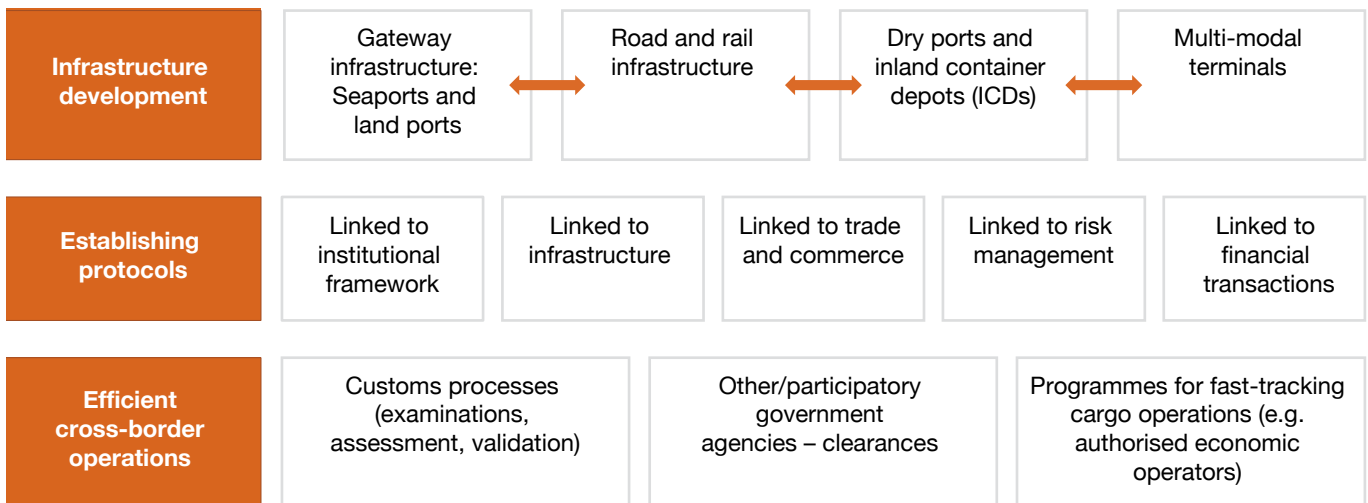 Infrastructure
development
Gateway
infrastructure:
Seaports and
land ports
Road and rail
infrastructure
Dry ports and
inland container
depots (ICDs)
Multi-modal
terminals
Establishing
protocols
Linked to
institutional
framework
Linked to
infrastructure
Linked to trade
and commerce
Linked to risk
management
Linked to
financial
transactions
Efficient
cross-border
operations
Customs processes
(examinations,
assessment, validation)
Other/participatory
government
agencies – clearances
Programmes for fast-tracking
cargo operations (e.g.
authorised economic
operators)